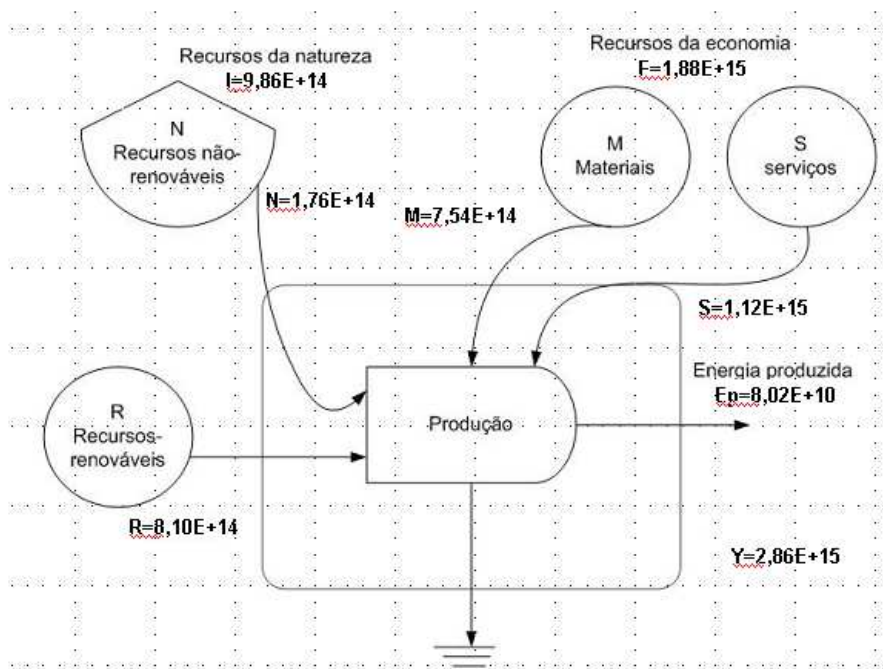 Recursos da natureza
I=9,86E+14
Recursos da economia
F=1,88E+15
N
Recursos não-
renováveis
M
Materiais
S
serviços
N=1,76E+14
M=7,54E+14
S=1,12E+15
Energia produzida
Ep=8,02E+10
R
Recursos-
renováveis
Produção
R=8,10E+14
Y=2,86E+15